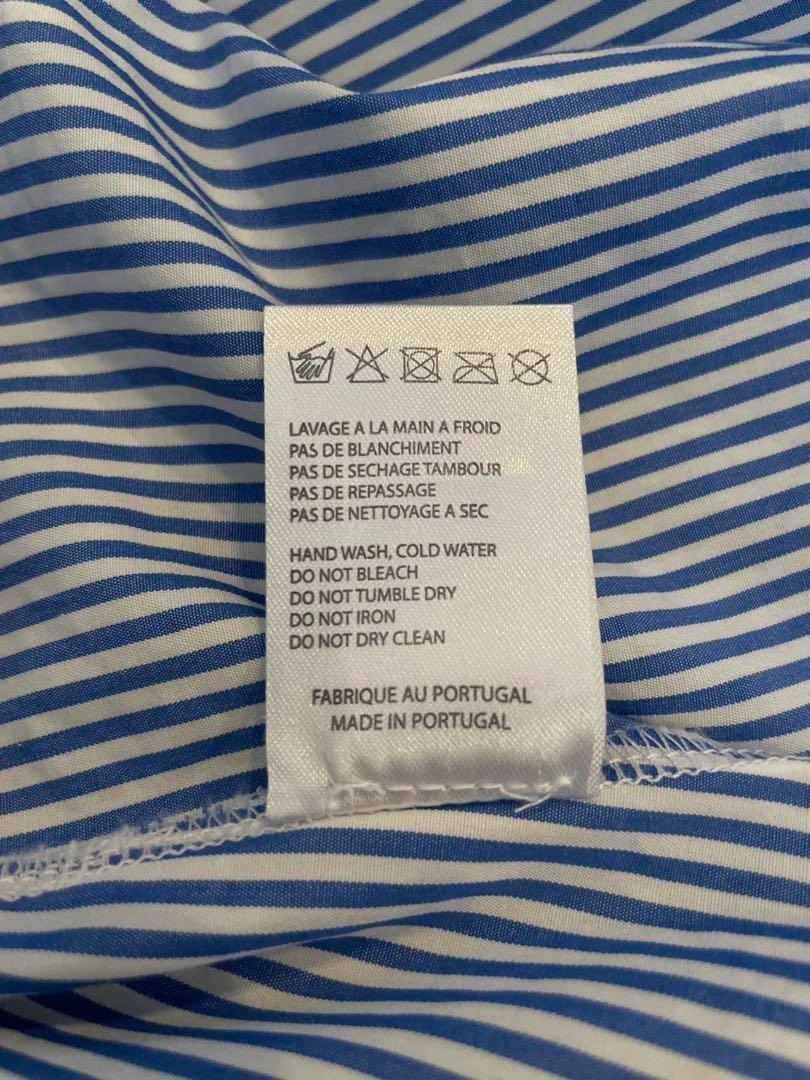 LAVAGE A LA MAIN A FROID
PAS DE BLANCHIMENT
PAS DE SECHAGE TAMBOUR
PAS DE REPASSAGE
PAS DE NETTOYAGE A SEC
HAND WASH, COLD WATER
DO NOT BLEACH
DO NOT TUMBLE DRY
DO NOT IRON
DO NOT DRY CLEAN
FABRIQUE AU PORTUGAL
MADE IN PORTUGAL